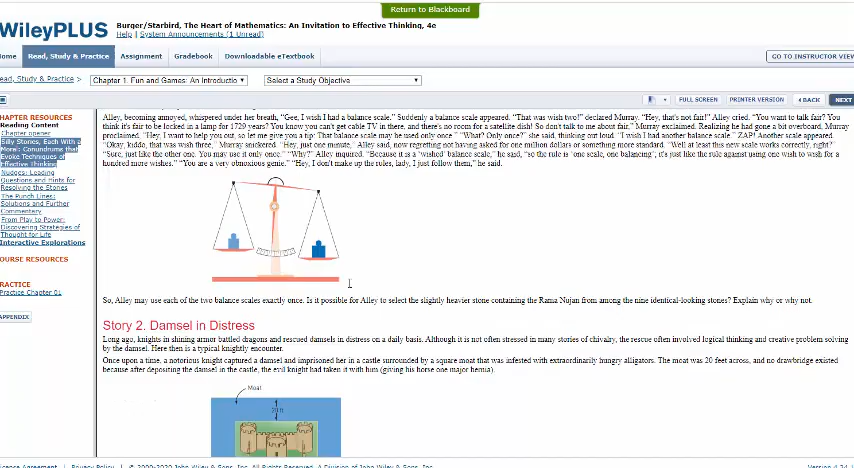 Return to Blackboard
WileyPLUS
Burger/Starbird, The Heart of Mathematics: An Invitation to Effective Thinking, 4e
Help | System Announcements (1 Unread)
ome
Read, Study & Practice
Assignment
Gradebook
Downloadable eTextbook
GO TO INSTRUCTOR VIEW
ead, Study & Practice >
Chapter 1. Fun and Games: An Introductio
Select a Study Objective
FULL SCREEN
PRINTER VERSION
BACK
NEXT
HAPTER RESOURCES
Reading Content
Chapter opener
Silly Stories, Each With a
Moral: Conundrums that
Evoke Techniques of
Effective Thinking
Nudges: Leading
Questions and Hints for
Resolving the Stories
The Punch Lines:
Solutions and Further
Commentary
From Play to Power:
Discovering Strategies of
Thought for Life
Interactive Explorations
OURSE RESOURCES
RACTICE
Practice Chapter 01
APPENDIX
Alley, becoming annoyed, whispered under her breath, “Gee, I wish I had a balance scale.” Suddenly a balance scale appeared. “That was wish two!” declared Murray. “Hey, that's not fair!” Alley cried. “You want to talk fair? You
think it's fair to be locked in a lamp for 1729 years? You know you can't get cable TV in there, and there's no room for a satellite dish! So don't talk to me about fair,” Murray exclaimed. Realizing he had gone a bit overboard, Murray
proclaimed, “Hey, I want to help you out, so let me give you a tip: That balance scale may be used only once.” “What? Only once?” she said, thinking out loud. “I wish I had another balance scale.” ZAP! Another scale appeared.
“Okay, kiddo, that was wish three,” Murray snickered. “Hey, just one minute,” Alley said, now regretting not having asked for one million dollars or something more standard. “Well at least this new scale works correctly, right?”
“Sure, just like the other one. You may use it only once.” “Why?” Alley inquired. “Because it is a ‘wished’ balance scale,” he said, “so the rule is ‘one scale, one balancing’; it's just like the rule against using one wish to wish for a
hundred more wishes.” “You are a very obnoxious genie.” “Hey, I don't make up the rules, lady, I just follow them,” he said.
So, Alley may use each of the two balance scales exactly once. Is it possible for Alley to select the slightly heavier stone containing the Rama Nujan from among the nine identical-looking stones? Explain why or why not.
Story 2. Damsel in Distress
Long ago, knights in shining armor battled dragons and rescued damsels in distress on a daily basis. Although it is not often stressed in many stories of chivalry, the rescue often involved logical thinking and creative problem solving
by the damsel. Here then is a typical knightly encounter.
Once upon a time, a notorious knight captured a damsel and imprisoned her in a castle surrounded by a square moat that was infested with extraordinarily hungry alligators. The moat was 20 feet across, and no drawbridge existed
because after depositing the damsel in the castle, the evil knight had taken it with him (giving his horse one major hernia).
Moat
20 ft